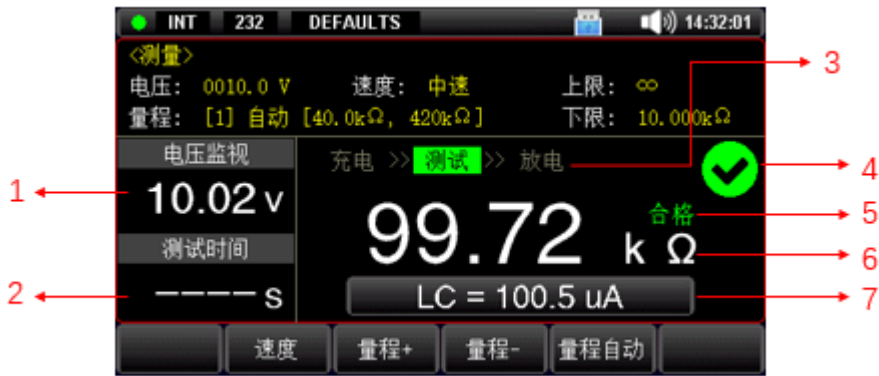 INT 232 DEFAULTS 14:32:01
<测量>
电压: 0010.0 V 速度: 中速 上限: ∞
量程: [1] 自动 [40.0kΩ, 420kΩ] 下限: 10.000kΩ
电压监视
10.02 v
测试时间
----s
充电 >> 测试 >> 放电
合格
99.72 k Ω
LC = 100.5 uA
速度 量程+ 量程- 量程自动
1
2
3
4
5
6
7